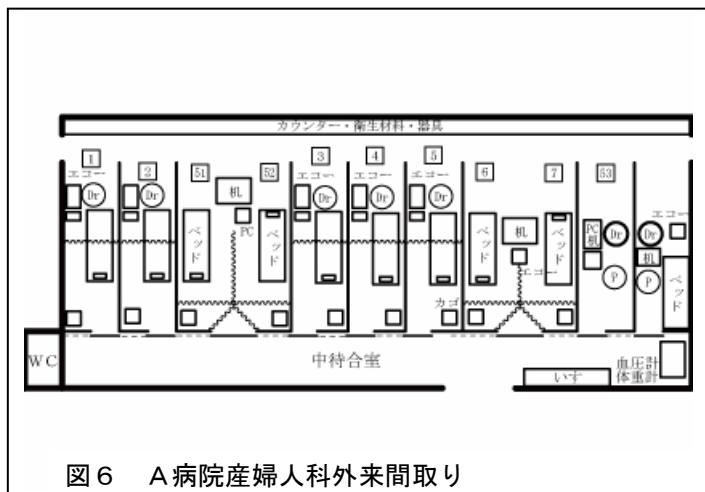 カウンター・衛生材料・器具
1
2
51
52
3
4
5
6
7
53
エコー
エコー
エコー
エコー
エコー
エコー
Dr
Dr
机
Dr
Dr
Dr
PC
机
Dr
Dr
机
P
P
PC
ベッド
ベッド
ベッド
机
エコー
ベッド
ベッド
カゴ
WC
中待合室
いす
血圧計
体重計
図6 A病院産婦人科外来間取り